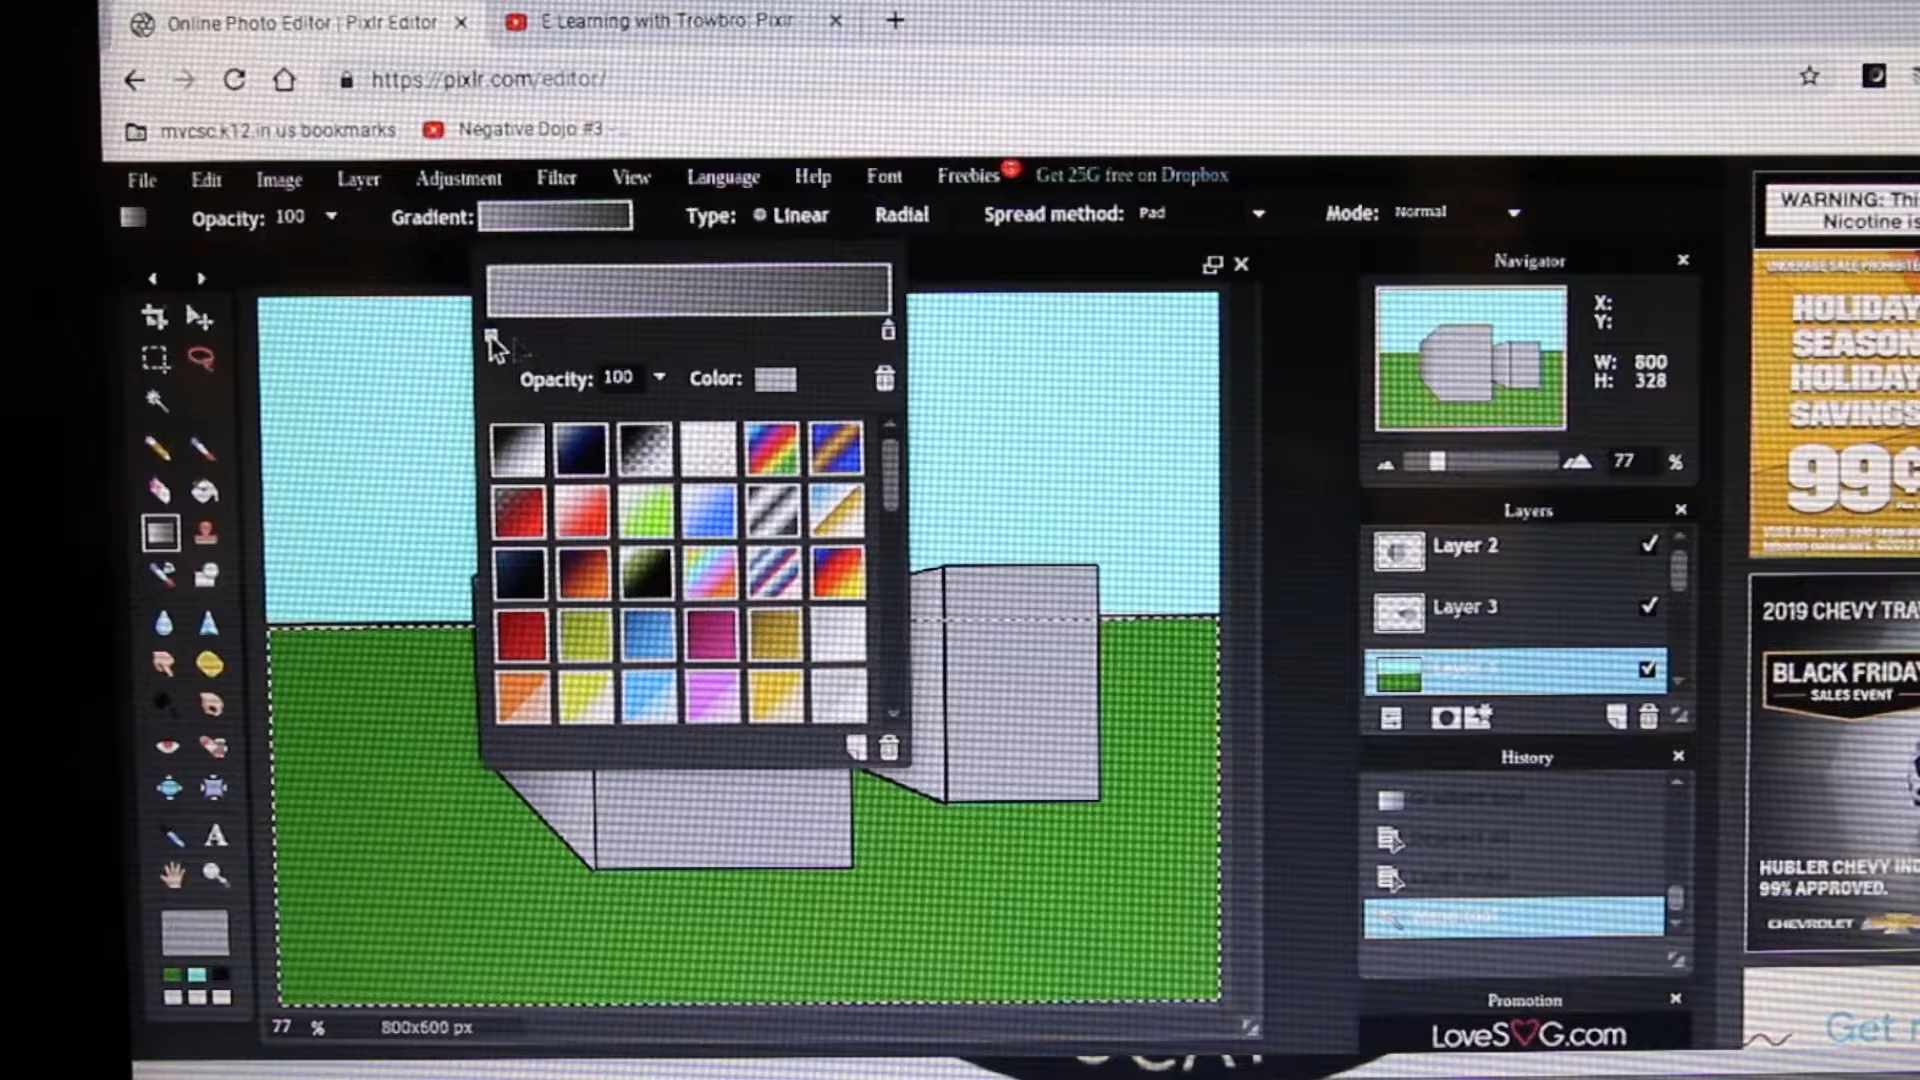 Online Photo Editor | Pixlr Editor
E Learning with Trowbro: Pixlr
https://pixlr.com/editor/
mvcsc.k12.in.us bookmarks
Negative Dojo #3 -
File Edit Image Layer Adjustment Filter View Language Help Font Freebies Get 25G free on Dropbox
Opacity: 100 Gradient: Type: Linear Radial Spread method: Pad Mode: Normal
Opacity: 100 Color:
77 % 800x600 px
Navigator
X:
Y:
W: 800
H: 328
77 %
Layers
Layer 2
Layer 3
History
Promotion
LoveS G.com
WARNING: Thi
Nicotine is
HOLIDAY
SEASON
HOLIDAY
SAVINGS
99¢
2019 CHEVY TRA
BLACK FRIDAY
SALES EVENT
HUBLER CHEVY IND
99% APPROVED.
CHEVROLET
Get